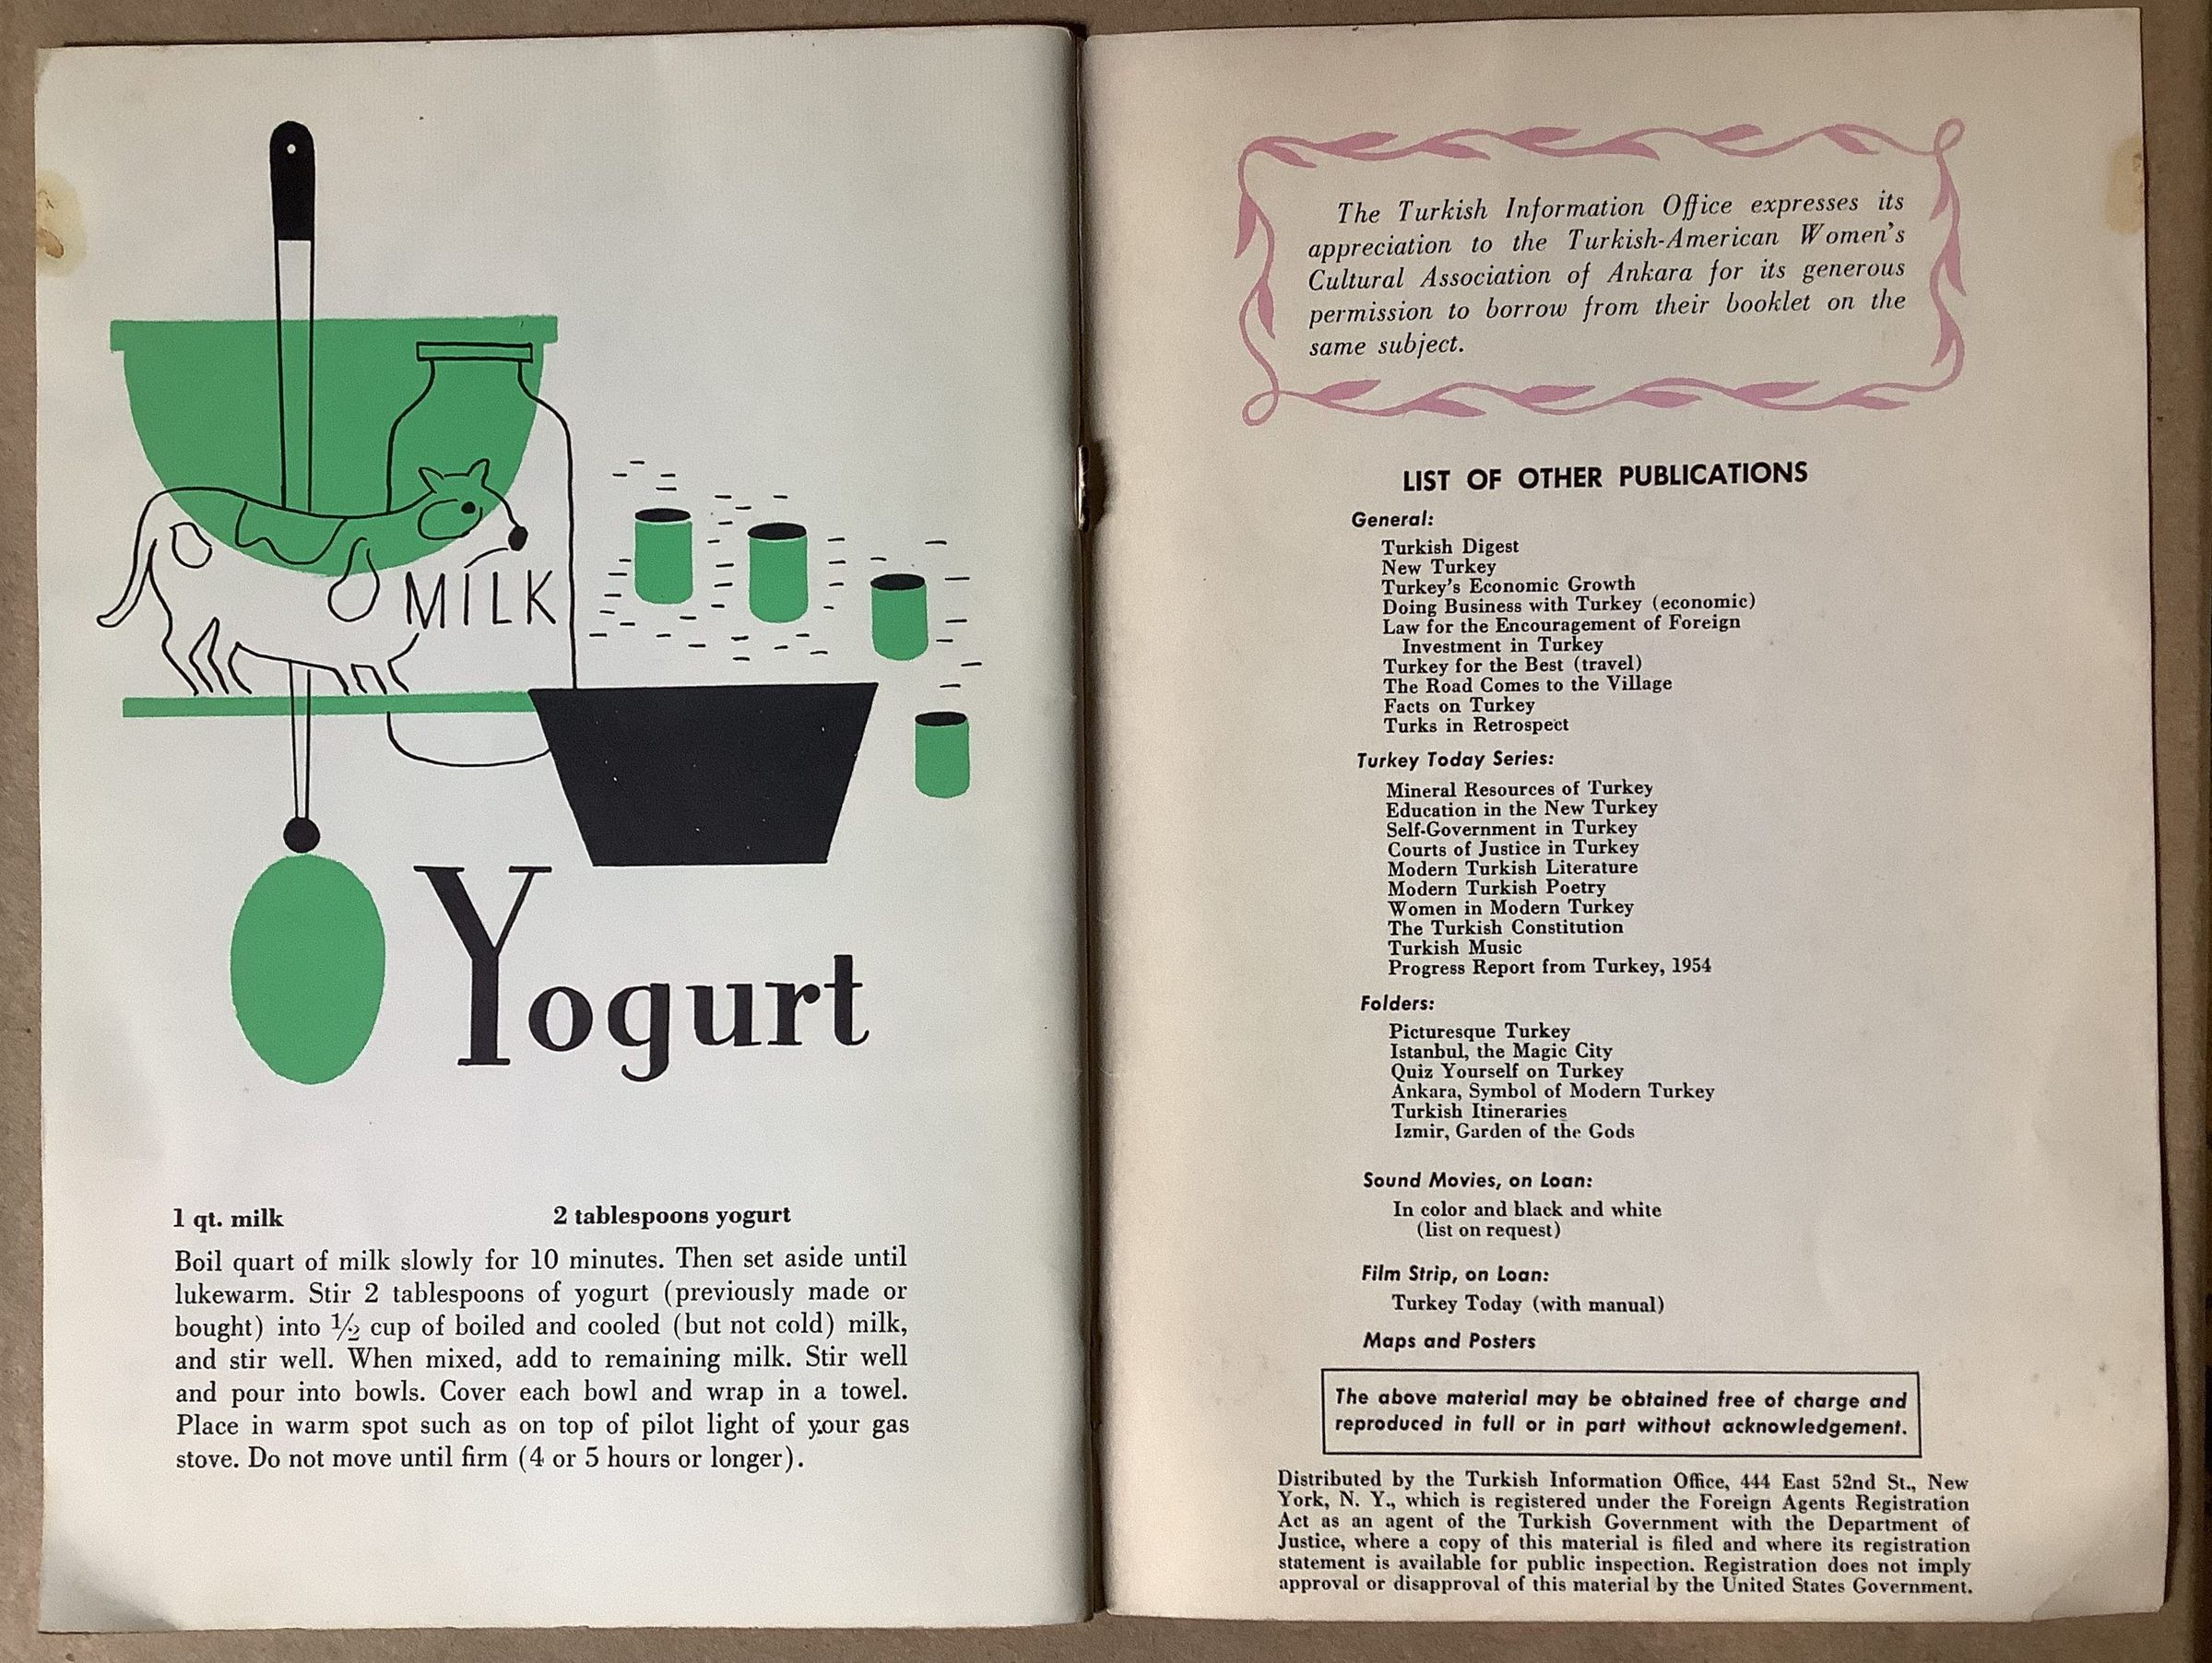 MILK
Yogurt
1 qt. milk 2 tablespoons yogurt
Boil quart of milk slowly for 10 minutes. Then set aside until
lukewarm. Stir 2 tablespoons of yogurt (previously made or
bought) into ½ cup of boiled and cooled (but not cold) milk,
and stir well. When mixed, add to remaining milk. Stir well
and pour into bowls. Cover each bowl and wrap in a towel.
Place in warm spot such as on top of pilot light of your gas
stove. Do not move until firm (4 or 5 hours or longer).
The Turkish Information Office expresses its
appreciation to the Turkish-American Women's
Cultural Association of Ankara for its generous
permission to borrow from their booklet on the
same subject.
LIST OF OTHER PUBLICATIONS
General:
Turkish Digest
New Turkey
Turkey's Economic Growth
Doing Business with Turkey (economic)
Law for the Encouragement of Foreign
Investment in Turkey
Turkey for the Best (travel)
The Road Comes to the Village
Facts on Turkey
Turks in Retrospect
Turkey Today Series:
Mineral Resources of Turkey
Education in the New Turkey
Self-Government in Turkey
Courts of Justice in Turkey
Modern Turkish Literature
Modern Turkish Poetry
Women in Modern Turkey
The Turkish Constitution
Turkish Music
Progress Report from Turkey, 1954
Folders:
Picturesque Turkey
Istanbul, the Magic City
Quiz Yourself on Turkey
Ankara, Symbol of Modern Turkey
Turkish Itineraries
Izmir, Garden of the Gods
Sound Movies, on Loan:
In color and black and white
(list on request)
Film Strip, on Loan:
Turkey Today (with manual)
Maps and Posters
The above material may be obtained free of charge and
reproduced in full or in part without acknowledgement.
Distributed by the Turkish Information Office, 444 East 52nd St., New
York, N. Y., which is registered under the Foreign Agents Registration
Act as an agent of the Turkish Government with the Department of
Justice, where a copy of this material is filed and where its registration
statement is available for public inspection. Registration does not imply
approval or disapproval of this material by the United States Government.